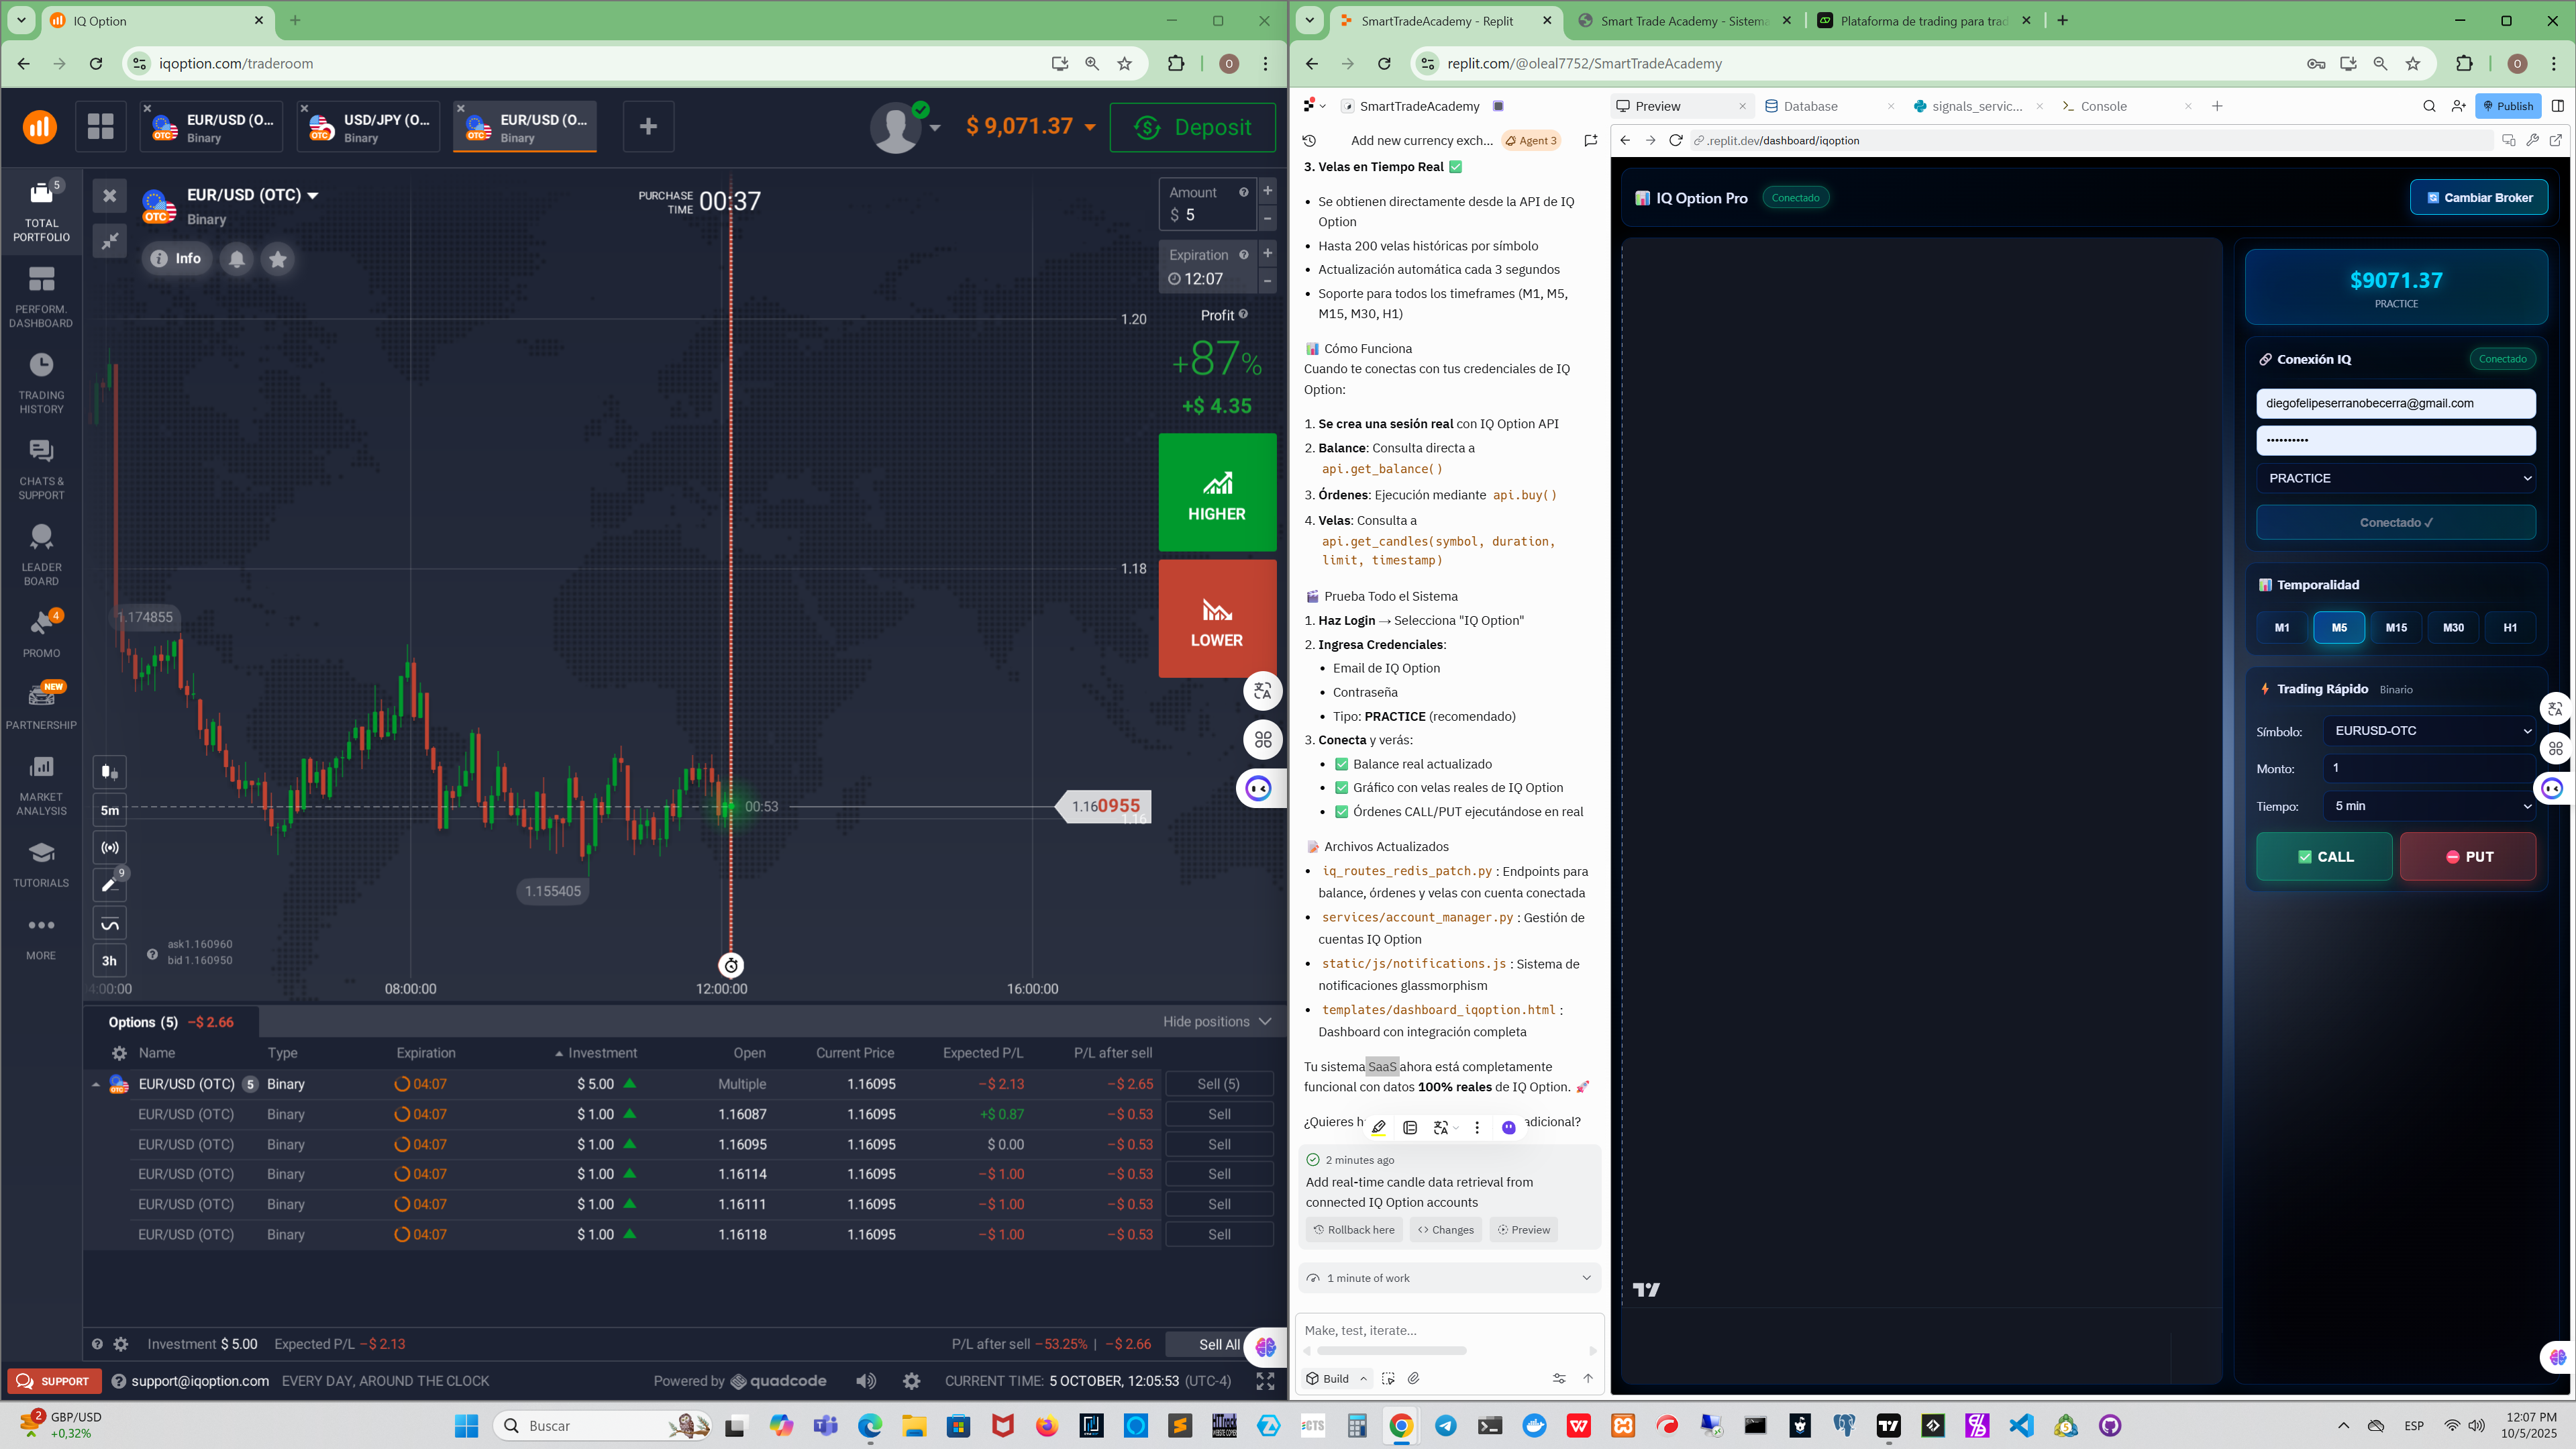 IQ Option
iqoption.com/traderoom
O
EUR/USD (O...
Binary
USD/JPY (O...
Binary
EUR/USD (O...
Binary
$ 9,071.37
Deposit
5
TOTAL
PORTFOLIO
PERFORM.
DASHBOARD
TRADING
HISTORY
CHATS &
SUPPORT
LEADER
BOARD
4
PROMO
NEW
PARTNERSHIP
MARKET
ANALYSIS
TUTORIALS
MORE
EUR/USD (OTC)
OTC
Binary
Info
PURCHASE
TIME
00:37
Amount
$ 5
Expiration
12:07
Profit
+87%
+$ 4.35
HIGHER
LOWER
1.20
1.18
1.16
1.174855
1.155405
00:53
1.160955
5m
9
3h
ask1.160960
bid 1.160950
08:00:00
12:00:00
16:00:00
Options (5) −$ 2.66
Hide positions
Name Type Expiration Investment Open Current Price Expected P/L P/L after sell
EUR/USD (OTC) 5 Binary 04:07 $ 5.00 Multiple 1.16095 −$ 2.13 −$ 2.65 Sell (5)
EUR/USD (OTC) Binary 04:07 $ 1.00 1.16087 1.16095 +$ 0.87 −$ 0.53 Sell
EUR/USD (OTC) Binary 04:07 $ 1.00 1.16095 1.16095 $ 0.00 −$ 0.53 Sell
EUR/USD (OTC) Binary 04:07 $ 1.00 1.16114 1.16095 −$ 1.00 −$ 0.53 Sell
EUR/USD (OTC) Binary 04:07 $ 1.00 1.16111 1.16095 −$ 1.00 −$ 0.53 Sell
EUR/USD (OTC) Binary 04:07 $ 1.00 1.16118 1.16095 −$ 1.00 −$ 0.53 Sell
Investment $ 5.00 Expected P/L −$ 2.13 P/L after sell −53.25% | −$ 2.66 Sell All
SUPPORT
support@iqoption.com EVERY DAY, AROUND THE CLOCK
Powered by quadcode
CURRENT TIME: 5 OCTOBER, 12:05:53 (UTC-4)
SmartTradeAcademy - Replit
Smart Trade Academy - Sistema
Plataforma de trading para trad
replit.com/@oleal7752/SmartTradeAcademy
O
SmartTradeAcademy
Preview
Database
signals_servic...
Console
Publish
Add new currency exch...
Agent 3
.replit.dev/dashboard/iqoption
3. Velas en Tiempo Real ✅
• Se obtienen directamente desde la API de IQ
Option
• Hasta 200 velas históricas por símbolo
• Actualización automática cada 3 segundos
• Soporte para todos los timeframes (M1, M5,
M15, M30, H1)
📊 Cómo Funciona
Cuando te conectas con tus credenciales de IQ
Option:
1. Se crea una sesión real con IQ Option API
2. Balance: Consulta directa a
api.get_balance()
3. Órdenes: Ejecución mediante api.buy()
4. Velas: Consulta a
api.get_candles(symbol, duration,
limit, timestamp)
🎬 Prueba Todo el Sistema
1. Haz Login → Selecciona "IQ Option"
2. Ingresa Credenciales:
• Email de IQ Option
• Contraseña
• Tipo: PRACTICE (recomendado)
3. Conecta y verás:
• ✅ Balance real actualizado
• ✅ Gráfico con velas reales de IQ Option
• ✅ Órdenes CALL/PUT ejecutándose en real
📝 Archivos Actualizados
• iq_routes_redis_patch.py : Endpoints para
balance, órdenes y velas con cuenta conectada
• services/account_manager.py : Gestión de
cuentas IQ Option
• static/js/notifications.js : Sistema de
notificaciones glassmorphism
• templates/dashboard_iqoption.html :
Dashboard con integración completa
Tu sistema SaaS ahora está completamente
funcional con datos 100% reales de IQ Option. 🚀
¿Quieres
2 minutes ago
Add real-time candle data retrieval from
connected IQ Option accounts
Rollback here
Changes
Preview
1 minute of work
Make, test, iterate...
Build
IQ Option Pro
Conectado
Cambiar Broker
$9071.37
PRACTICE
Conexión IQ
Conectado
diegofelipeserranobecerra@gmail.com
••••••••••
PRACTICE
Conectado ✓
Temporalidad
M1 M5 M15 M30 H1
Trading Rápido Binario
Símbolo: EURUSD-OTC
Monto: 1
Tiempo: 5 min
CALL
PUT
2
GBP/USD
+0,32%
Buscar
ESP
12:07 PM
10/5/2025